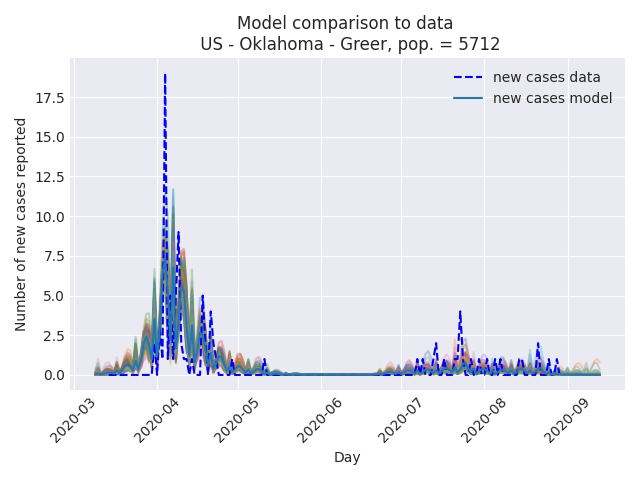 Model comparison to data
US - Oklahoma - Greer, pop. = 5712
new cases data
new cases model
Number of new cases reported
17.5
15.0
12.5
10.0
7.5
5.0
2.5
0.0
2020-03
2020-04
2020-05
2020-06
2020-07
2020-08
2020-09
Day